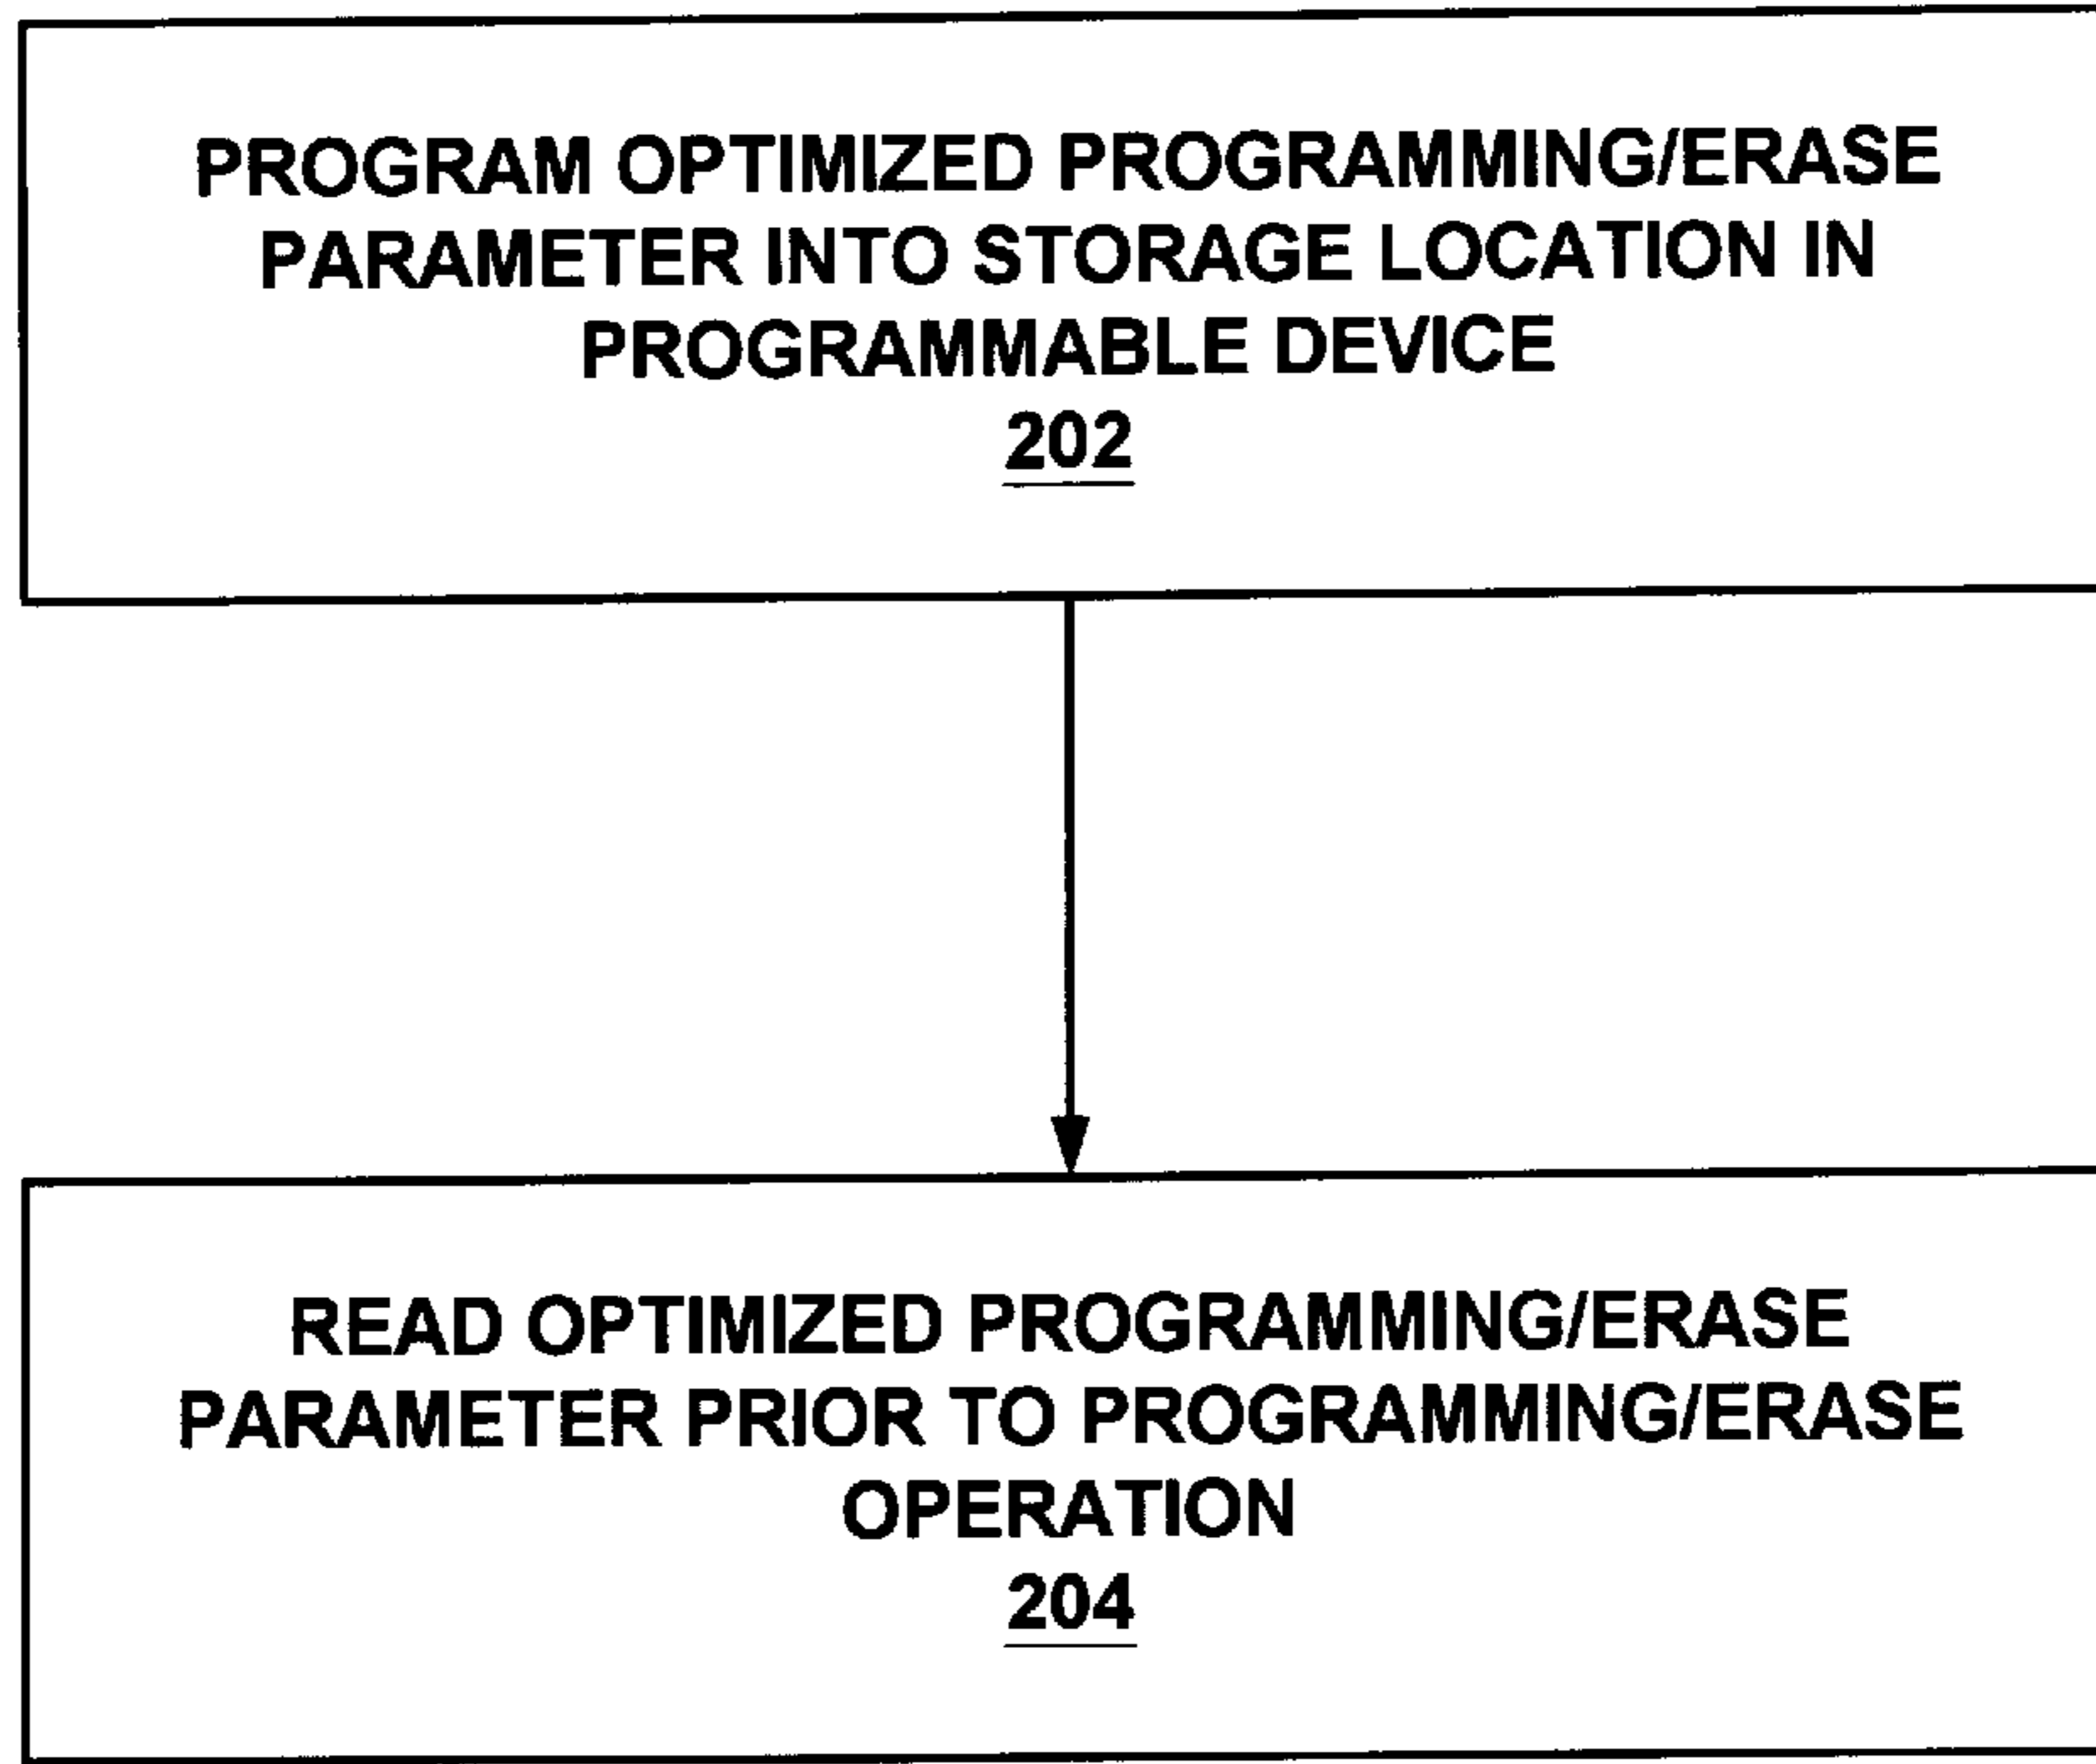 PROGRAM OPTIMIZED PROGRAMMING/ERASE
PARAMETER INTO STORAGE LOCATION IN
PROGRAMMABLE DEVICE
202
READ OPTIMIZED PROGRAMMING/ERASE
PARAMETER PRIOR TO PROGRAMMING/ERASE
OPERATION
204